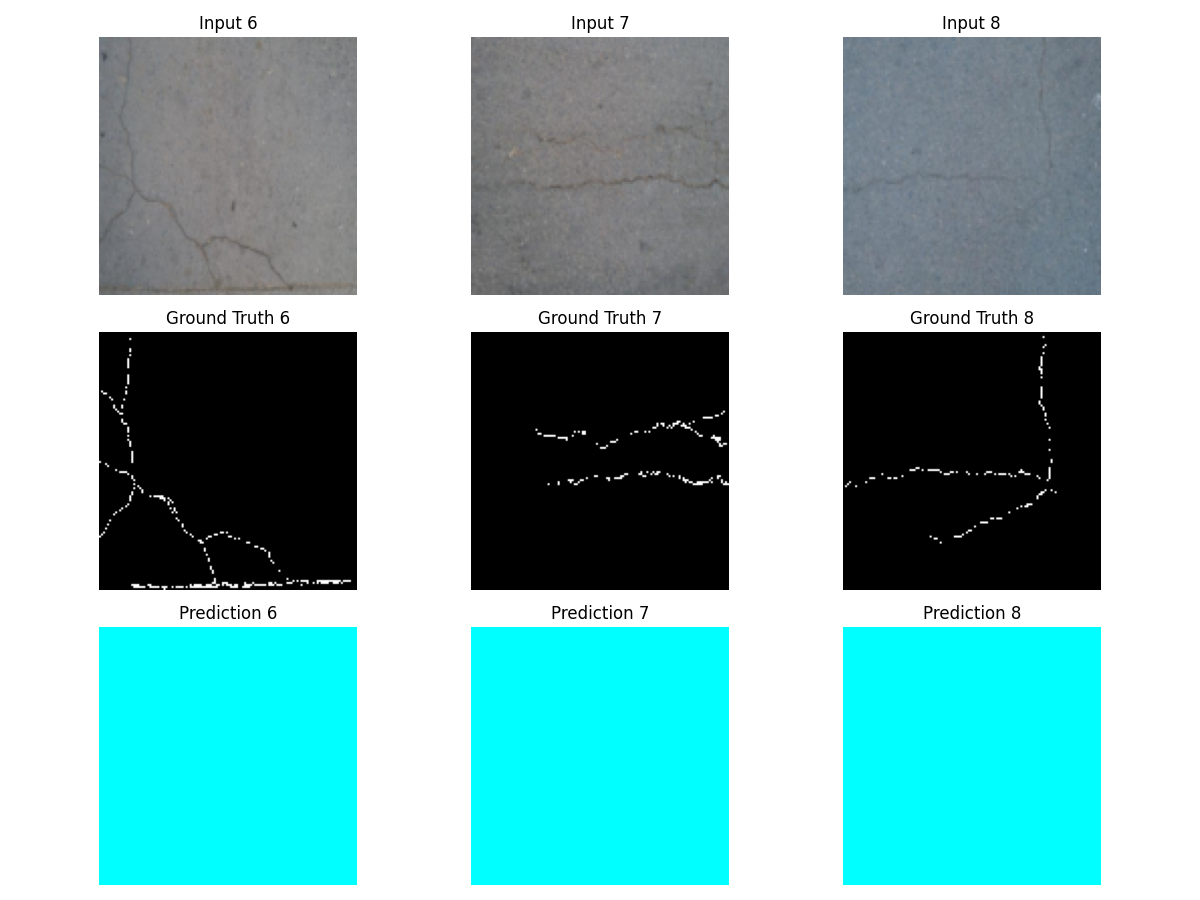 Input 6
Input 7
Input 8
Ground Truth 6
Ground Truth 7
Ground Truth 8
Prediction 6
Prediction 7
Prediction 8